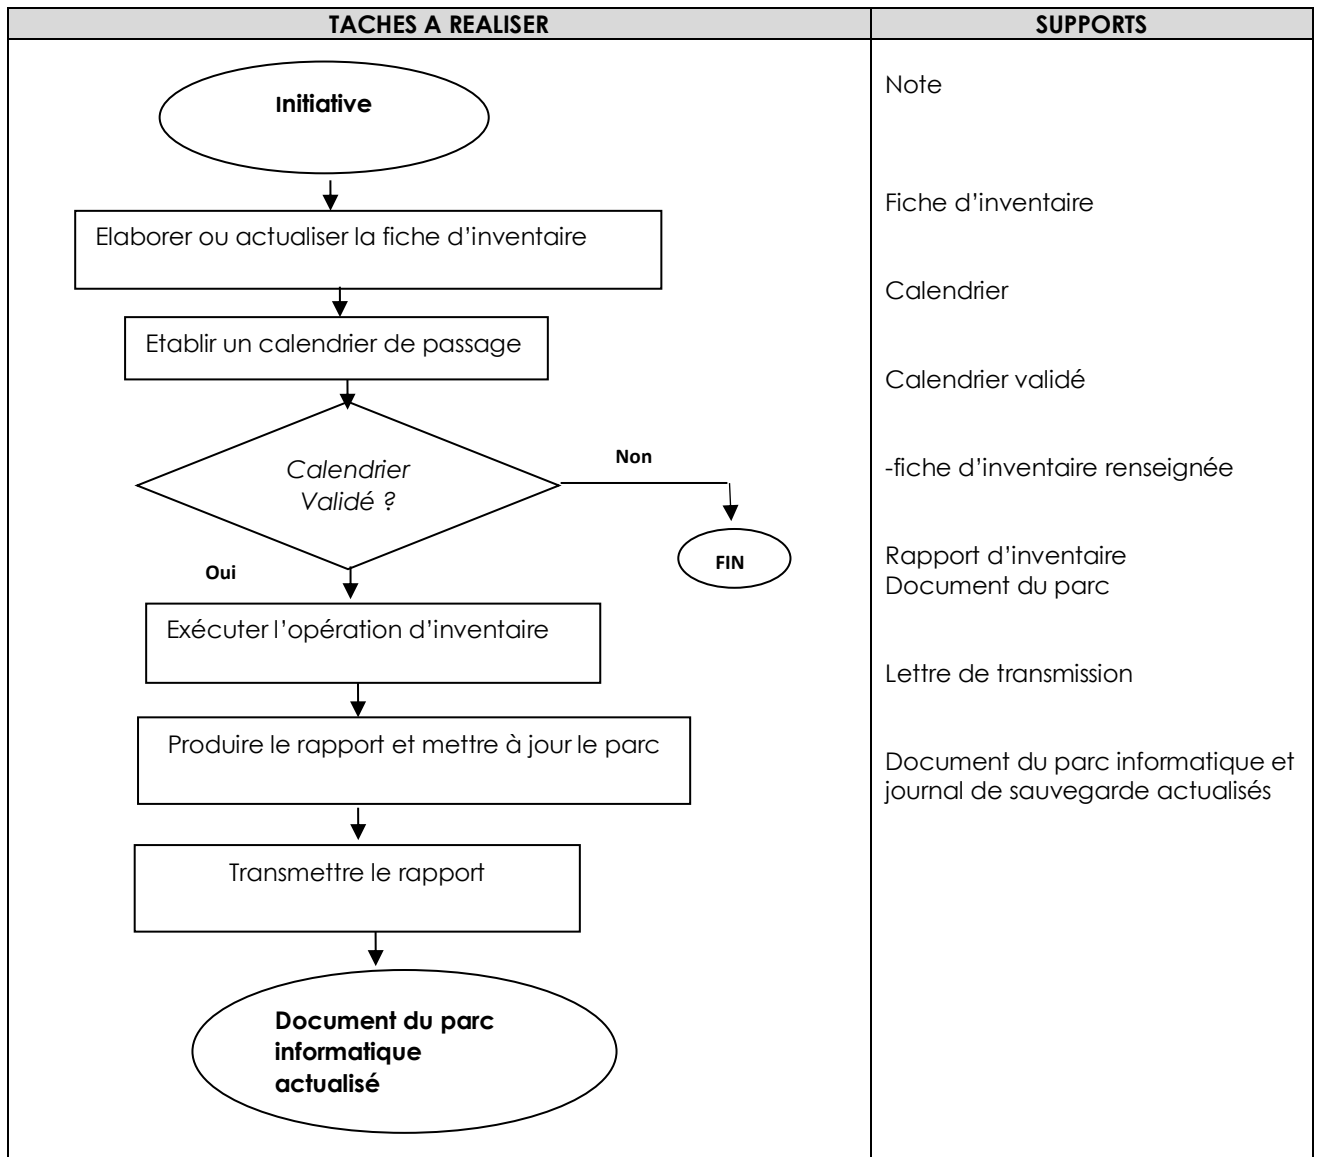 TACHES A REALISER
SUPPORTS
Initiative
Elaborer ou actualiser la fiche d’inventaire
Etablir un calendrier de passage
Calendrier
Validé ?
Non
FIN
Oui
Exécuter l’opération d’inventaire
Produire le rapport et mettre à jour le parc
Transmettre le rapport
Document du parc
informatique
actualisé
Note
Fiche d’inventaire
Calendrier
Calendrier validé
-fiche d’inventaire renseignée
Rapport d’inventaire
Document du parc
Lettre de transmission
Document du parc informatique et
journal de sauvegarde actualisés